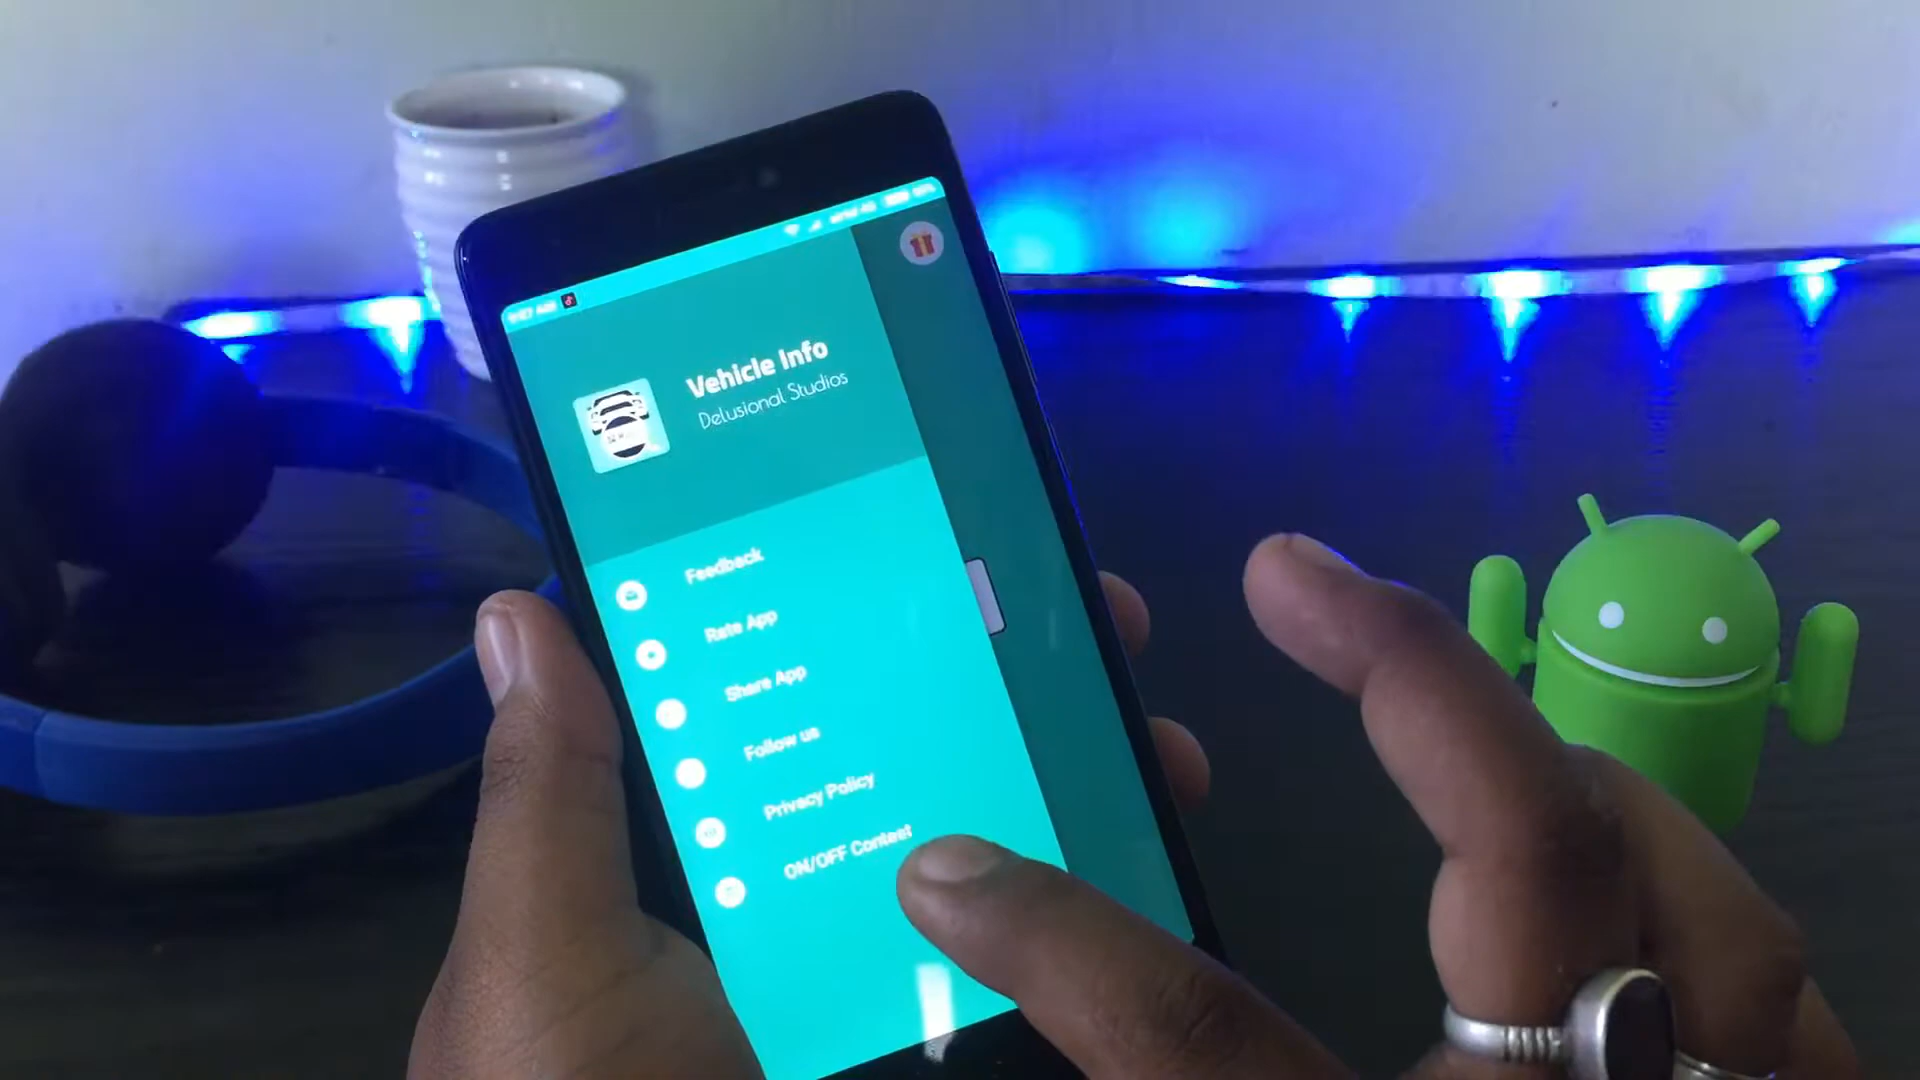 Vehicle Info
Delusional Studios
Feedback
Rate App
Share App
Follow us
Privacy Policy
ON/OFF Contest